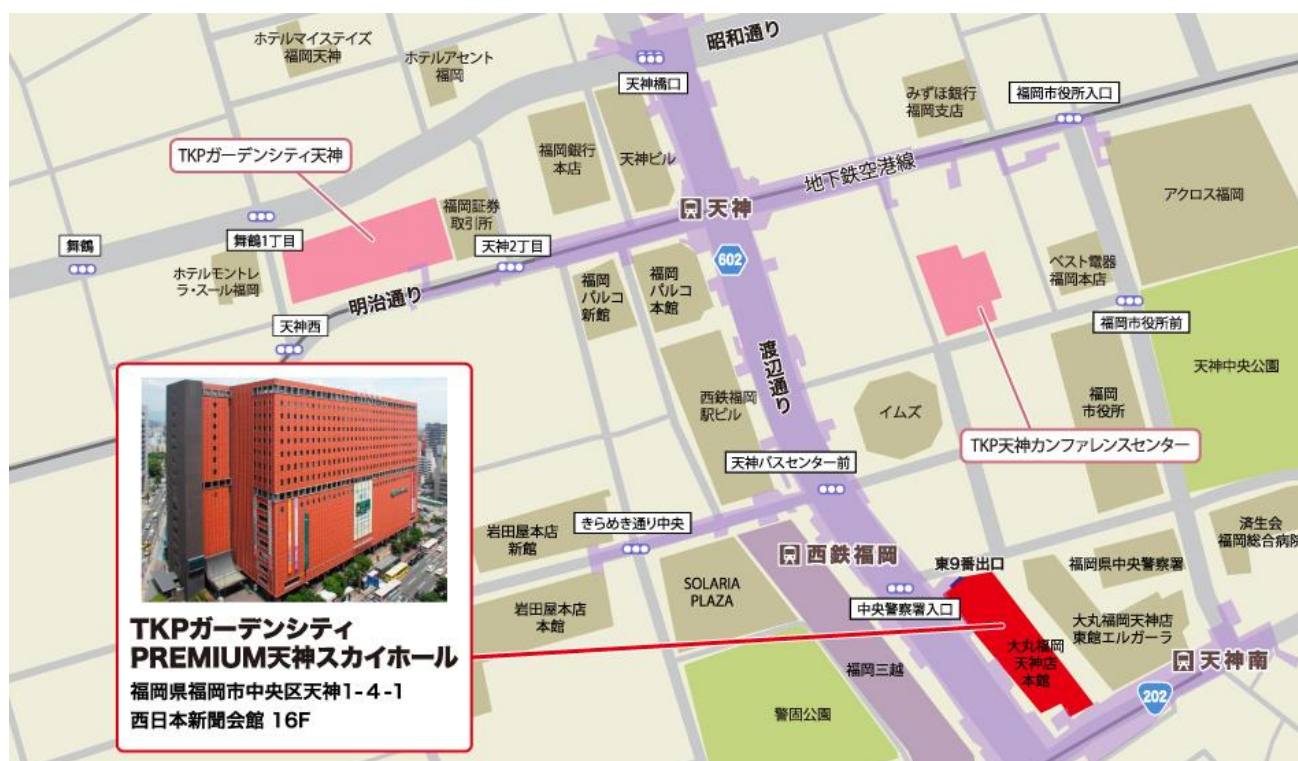 ホテルマイステイズ
福岡天神
ホテルアセント
福岡
昭和通り
天神橋口
みずほ銀行
福岡支店
福岡市役所入口
TKPガーデンシティ天神
福岡銀行
本店
天神ビル
地下鉄空港線
アクロス福岡
福岡証券
取引所
天神
舞鶴
舞鶴1丁目
天神2丁目
602
ホテルモントレ
ラ・スール福岡
明治通り
福岡
パルコ
新館
福岡
パルコ
本館
ベスト電器
福岡本店
天神西
福岡市役所前
渡辺通り
天神中央公園
西鉄福岡
駅ビル
イムズ
福岡
市役所
TKP天神カンファレンスセンター
天神バスセンター前
岩田屋本店
新館
きらめき通り中央
西鉄福岡
済生会
福岡総合病院
東9番出口
福岡県中央警察署
SOLARIA
PLAZA
中央警察署入口
岩田屋本店
本館
大丸福岡天神店
東館エルガーラ
大丸福岡
天神店
本館
天神南
福岡三越
202
警固公園
TKPガーデンシティ
PREMIUM天神スカイホール
福岡県福岡市中央区天神1-4-1
西日本新聞会館 16F